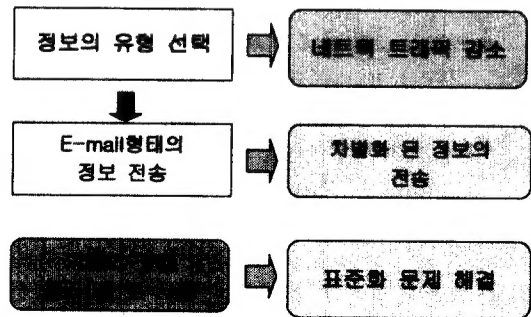 정보의 유형 선택
네트웍 트래픽 감소
E-mail형태의
정보 전송
차별화 된 정보의
전송
표준화 문제 해결